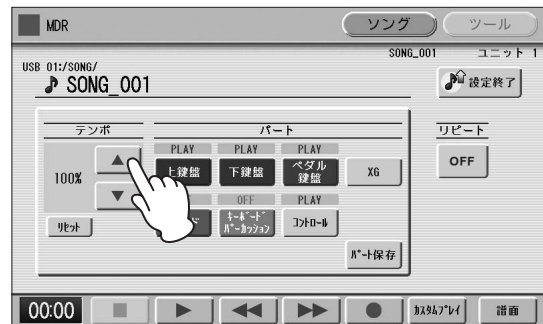 MDR
ソング ツール
SONG_001 ユニット 1
USB 01:/SONG/
SONG_001
設定終了
テンポ パート リピート
PLAY PLAY PLAY
100% 上鍵盤 下鍵盤 ペダル鍵盤 XG OFF
OFF PLAY
リセット キーボードパーカッション コントロール
パート保存
00:00 カスタムプレイ 譜面